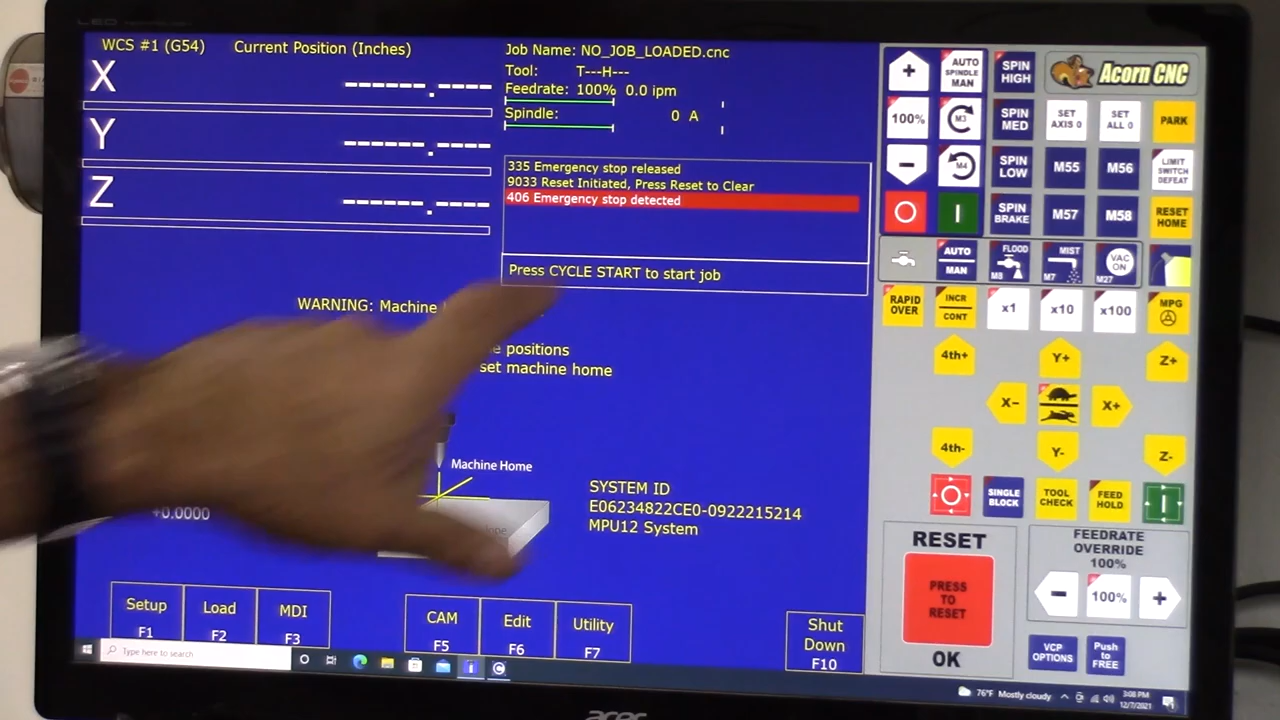 WCS #1 (G54) Current Position (Inches)
X ------.----
Y ------.----
Z ------.----
Job Name: NO_JOB_LOADED.cnc
Tool: T---H---
Feedrate: 100% 0.0 ipm
Spindle: 0 A
335 Emergency stop released
9033 Reset Initiated, Press Reset to Clear
406 Emergency stop detected
Press CYCLE START to start job
WARNING: Machine
positions
set machine home
Machine Home
+0.0000
SYSTEM ID
E06234822CE0-0922215214
MPU12 System
Setup
F1
Load
F2
MDI
F3
CAM
F5
Edit
F6
Utility
F7
Shut
Down
F10
Type here to search
76°F Mostly cloudy
3:08 PM
12/7/2021
acer
LED
+
AUTO
SPINDLE
MAN
SPIN
HIGH
Acorn CNC
100%
M3
SPIN
MED
SET
AXIS 0
SET
ALL 0
PARK
-
M4
SPIN
LOW
M55
M56
LIMIT
SWITCH
DEFEAT
SPIN
BRAKE
M57
M58
RESET
HOME
AUTO
MAN
FLOOD
M8
MIST
M7
VAC
ON
M27
RAPID
OVER
INCR
CONT
x1
x10
x100
MPG
4th+
Y+
Z+
X-
X+
4th-
Y-
Z-
SINGLE
BLOCK
TOOL
CHECK
FEED
HOLD
RESET
PRESS
TO
RESET
OK
FEEDRATE
OVERRIDE
100%
-
100%
+
VCP
OPTIONS
Push
to
FREE